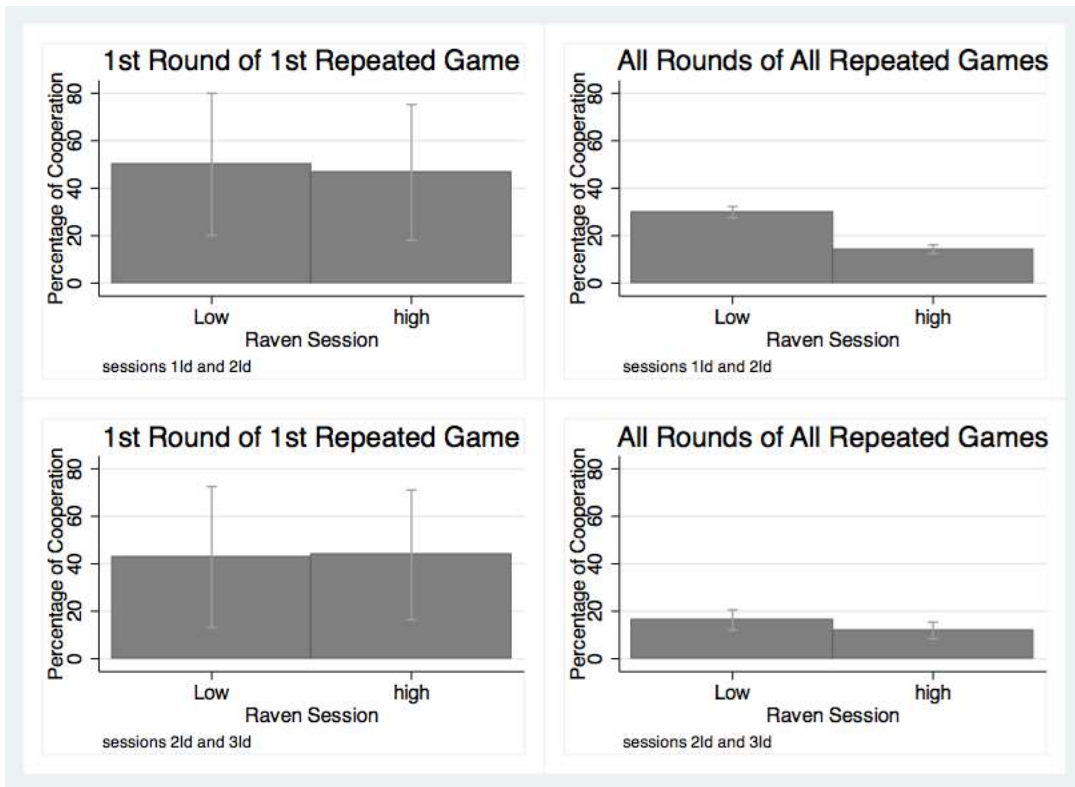 1st Round of 1st Repeated Game
Percentage of Cooperation
80
60
40
20
0
Low high
Raven Session
sessions 1ld and 2ld
All Rounds of All Repeated Games
Percentage of Cooperation
80
60
40
20
0
Low high
Raven Session
sessions 1ld and 2ld
1st Round of 1st Repeated Game
Percentage of Cooperation
80
60
40
20
0
Low high
Raven Session
sessions 2ld and 3ld
All Rounds of All Repeated Games
Percentage of Cooperation
80
60
40
20
0
Low high
Raven Session
sessions 2ld and 3ld